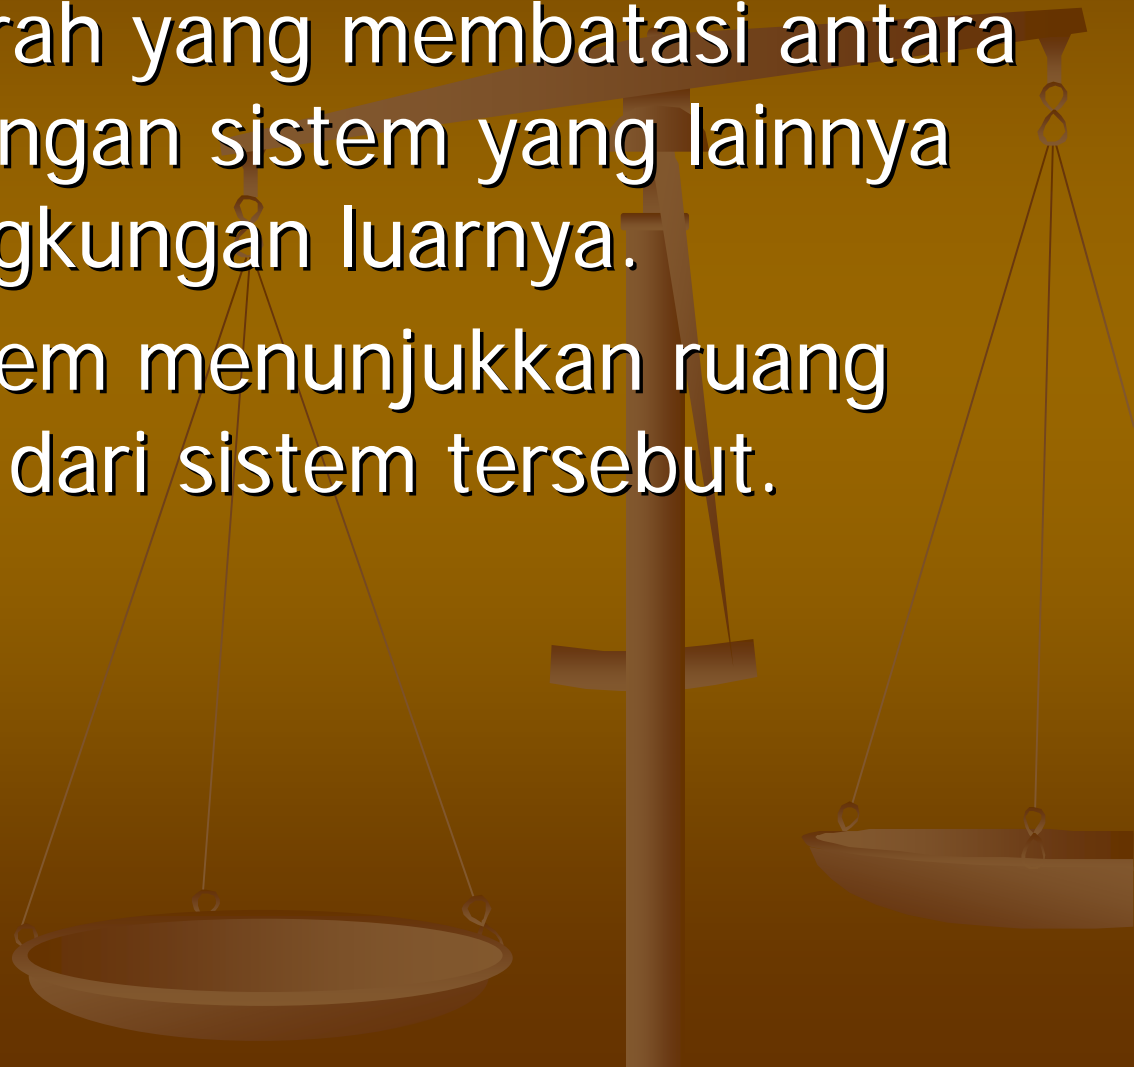 rah yang membatasi antara
ngan sistem yang lainnya
gkungan luarnya.
em menunjukkan ruang
dari sistem tersebut.